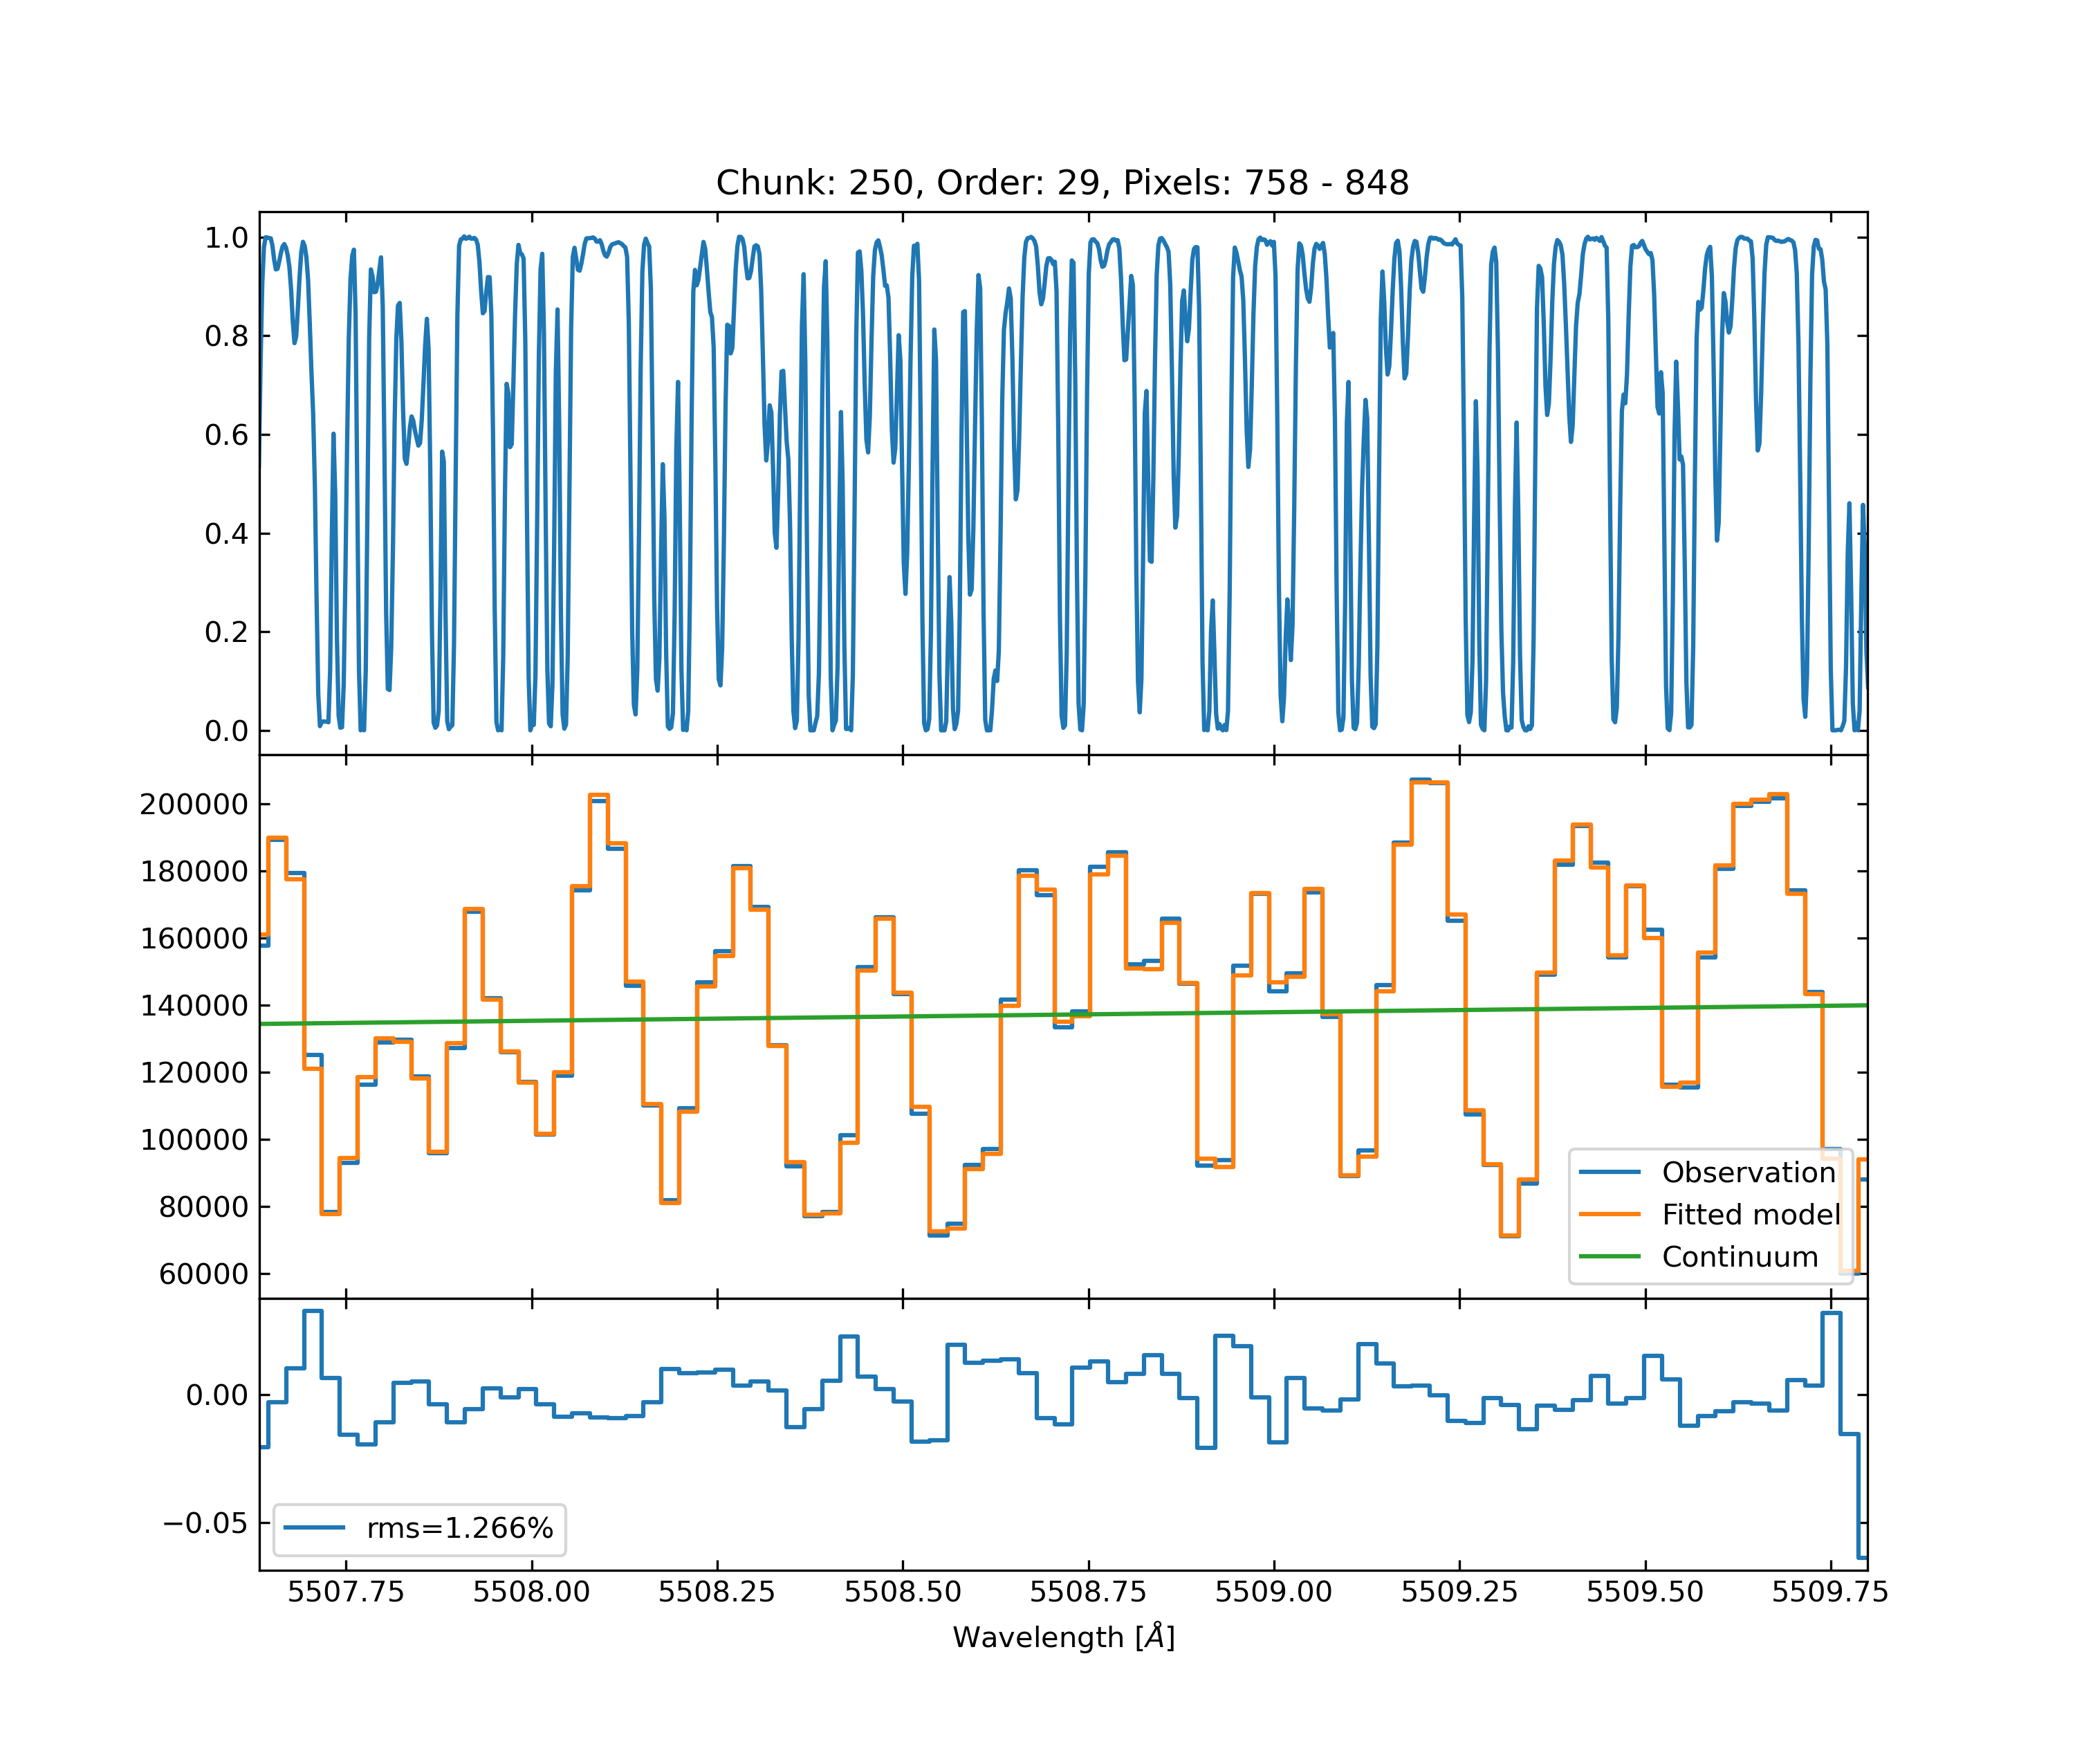 Chunk: 250, Order: 29, Pixels: 758 - 848
1.0
0.8
0.6
0.4
0.2
0.0
200000
180000
160000
140000
120000
100000
80000
60000
Observation
Fitted model
Continuum
0.00
−0.05
rms=1.266%
5507.75 5508.00 5508.25 5508.50 5508.75 5509.00 5509.25 5509.50 5509.75
Wavelength [Å]